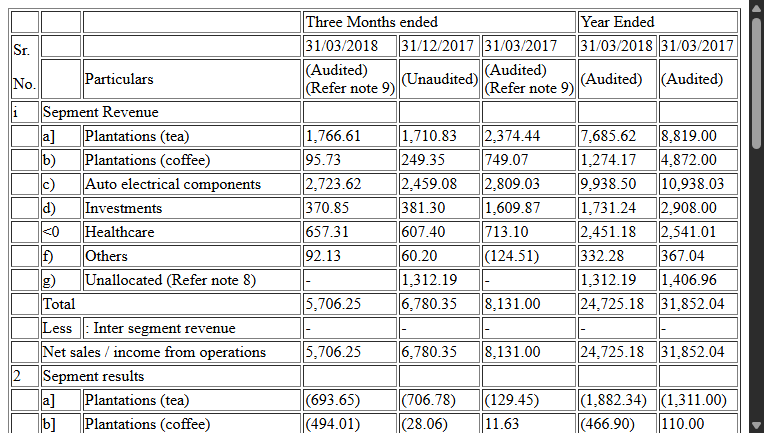 Three Months ended Year Ended
Sr. No. Particulars 31/03/2018 31/12/2017 31/03/2017 31/03/2018 31/03/2017
(Audited) (Refer note 9) (Unaudited) (Audited) (Refer note 9) (Audited) (Audited)
i Sepment Revenue
a] Plantations (tea) 1,766.61 1,710.83 2,374.44 7,685.62 8,819.00
b) Plantations (coffee) 95.73 249.35 749.07 1,274.17 4,872.00
c) Auto electrical components 2,723.62 2,459.08 2,809.03 9,938.50 10,938.03
d) Investments 370.85 381.30 1,609.87 1,731.24 2,908.00
<0 Healthcare 657.31 607.40 713.10 2,451.18 2,541.01
f) Others 92.13 60.20 (124.51) 332.28 367.04
g) Unallocated (Refer note 8) - 1,312.19 - 1,312.19 1,406.96
Total 5,706.25 6,780.35 8,131.00 24,725.18 31,852.04
Less : Inter segment revenue - - - - -
Net sales / income from operations 5,706.25 6,780.35 8,131.00 24,725.18 31,852.04
2 Sepment results
a] Plantations (tea) (693.65) (706.78) (129.45) (1,882.34) (1,311.00)
b] Plantations (coffee) (494.01) (28.06) 11.63 (466.90) 110.00